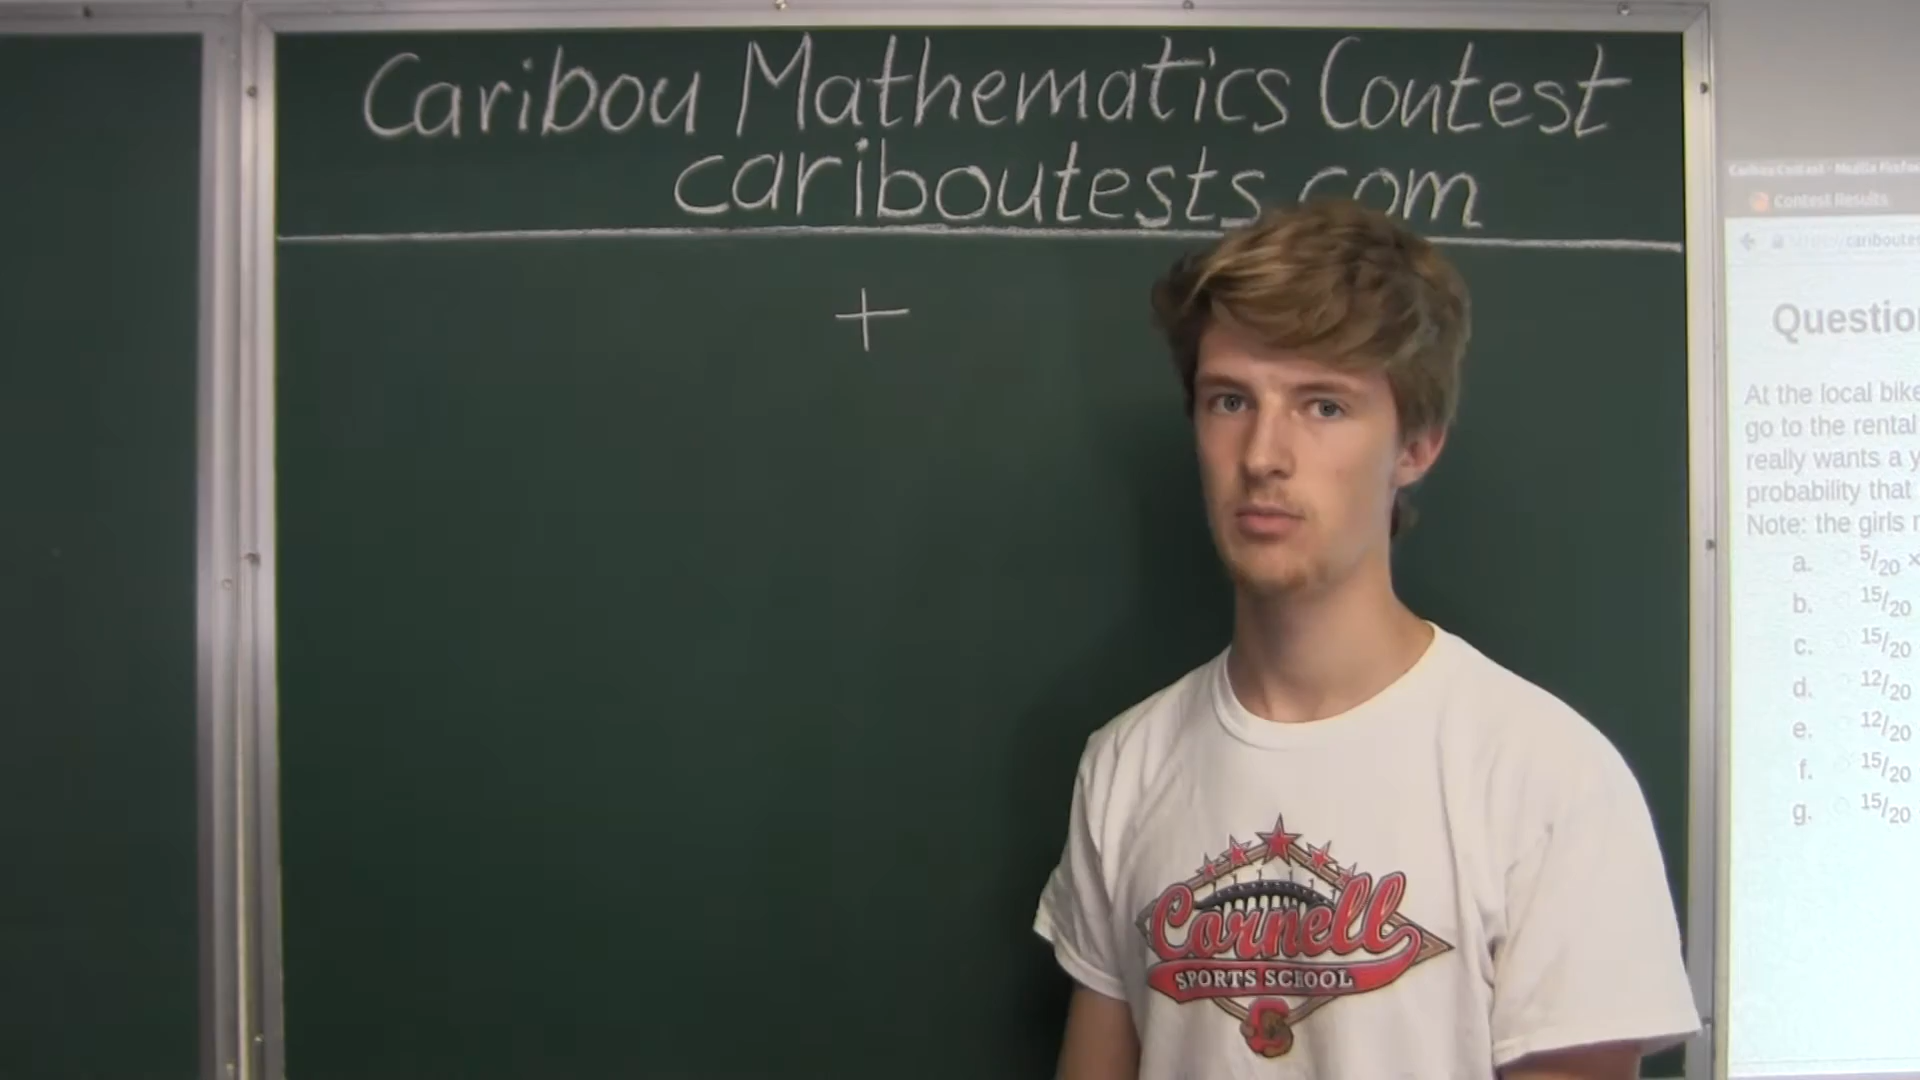 Caribou Mathematics Contest
cariboutests.com
+
Contest Results
Question
At the local bike
go to the rental
really wants a y
probability that
Note: the girls
a. 5/20 ×
b. 15/20
c. 15/20
d. 12/20
e. 12/20
f. 15/20
g. 15/20
Cornell
SPORTS SCHOOL
C